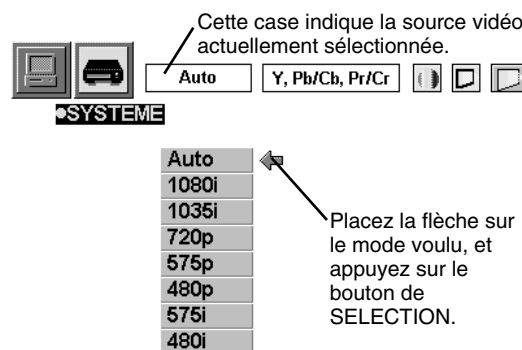 Cette case indique la source vidéo
actuellement sélectionnée.
Auto
Y, Pb/Cb, Pr/Cr
●SYSTEME
Auto
1080i
1035i
720p
575p
480p
575i
480i
Placez la flèche sur
le mode voulu, et
appuyez sur le
bouton de
SELECTION.